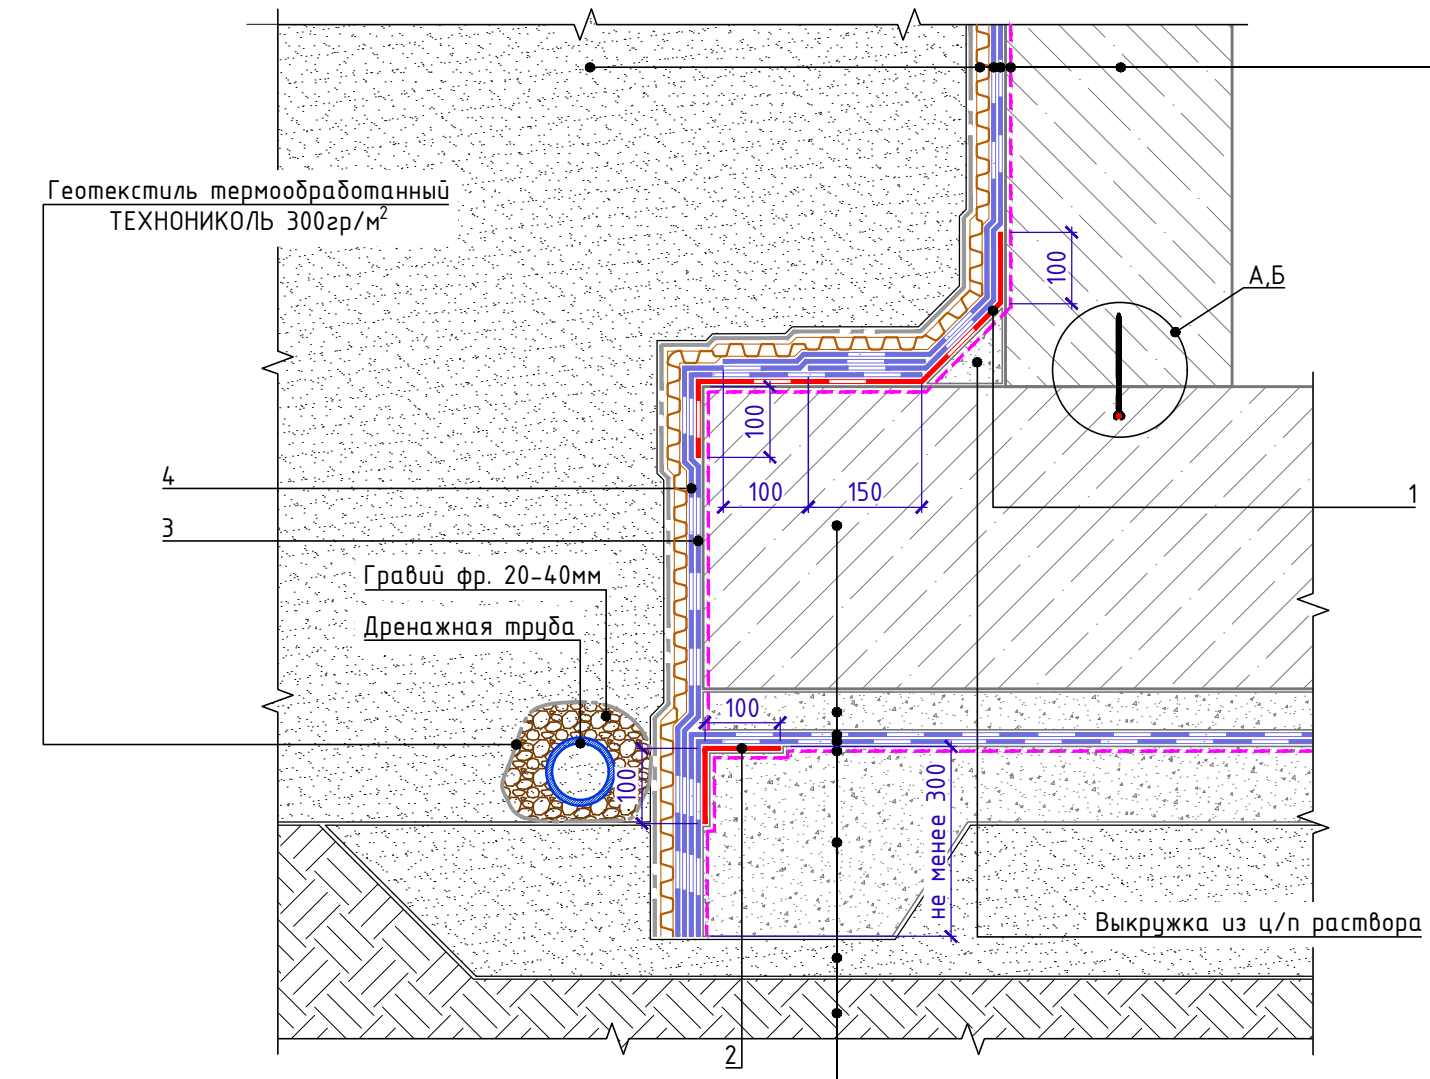 Геотекстиль термообработанный
ТЕХНОНИКОЛЬ 300гр/м²
А,Б
100
100
4
100 150
1
3
Гравий фр. 20-40мм
Дренажная труба
100
100
не менее 300
Выкружка из ц/п раствора
2